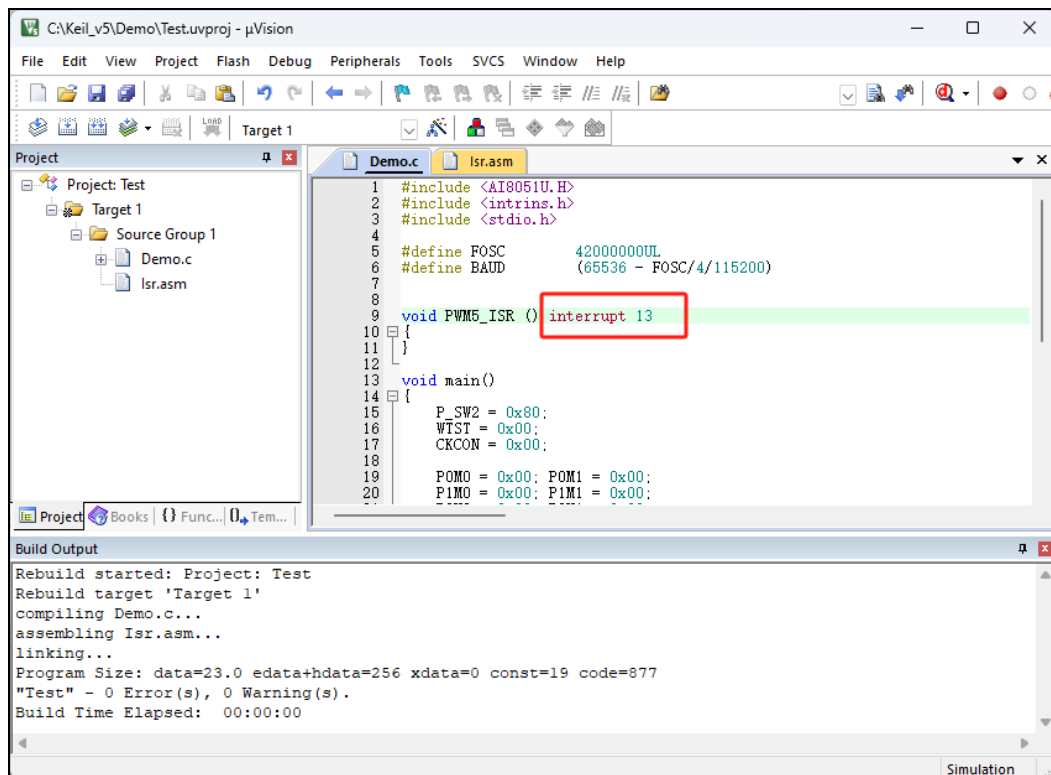 C:\Keil_v5\Demo\Test.uvproj - µVision
File Edit View Project Flash Debug Peripherals Tools SVCS Window Help
LOAD
Target 1
Project
Project: Test
Target 1
Source Group 1
Demo.c
Isr.asm
Project Books {} Func... Tem...
Demo.c Isr.asm
1 #include <AI8051U.H>
2 #include <intrins.h>
3 #include <stdio.h>
4
5 #define FOSC 42000000UL
6 #define BAUD (65536 - FOSC/4/115200)
7
8
9 void PWM5_ISR () interrupt 13
10 {
11 }
12
13 void main()
14 {
15 P_SW2 = 0x80;
16 WTST = 0x00;
17 CKCON = 0x00;
18
19 P0M0 = 0x00; P0M1 = 0x00;
20 P1M0 = 0x00; P1M1 = 0x00;
Build Output
Rebuild started: Project: Test
Rebuild target 'Target 1'
compiling Demo.c...
assembling Isr.asm...
linking...
Program Size: data=23.0 edata+hdata=256 xdata=0 const=19 code=877
"Test" - 0 Error(s), 0 Warning(s).
Build Time Elapsed: 00:00:00
Simulation